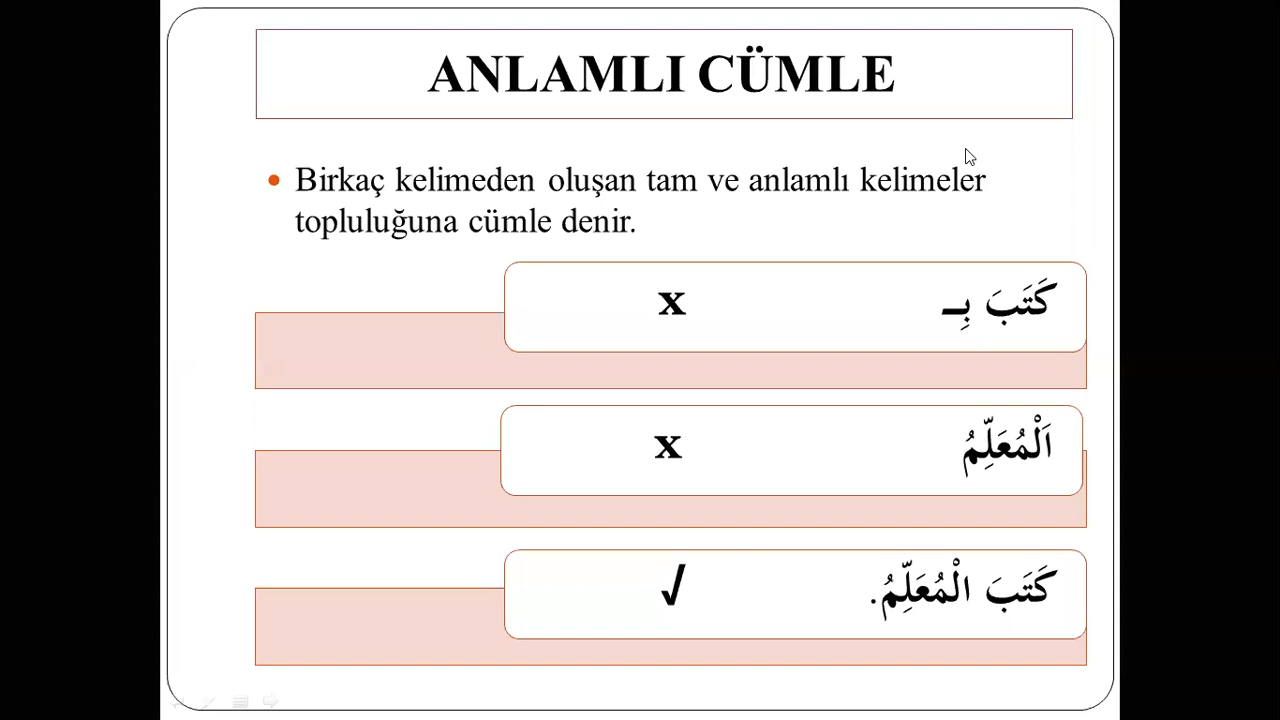 ANLAMLI CÜMLE
• Birkaç kelimeden oluşan tam ve anlamlı kelimeler
topluluğuna cümle denir.
كَتَبَ بِـ x
اَلْمُعَلِّمُ x
كَتَبَ الْمُعَلِّمُ. √